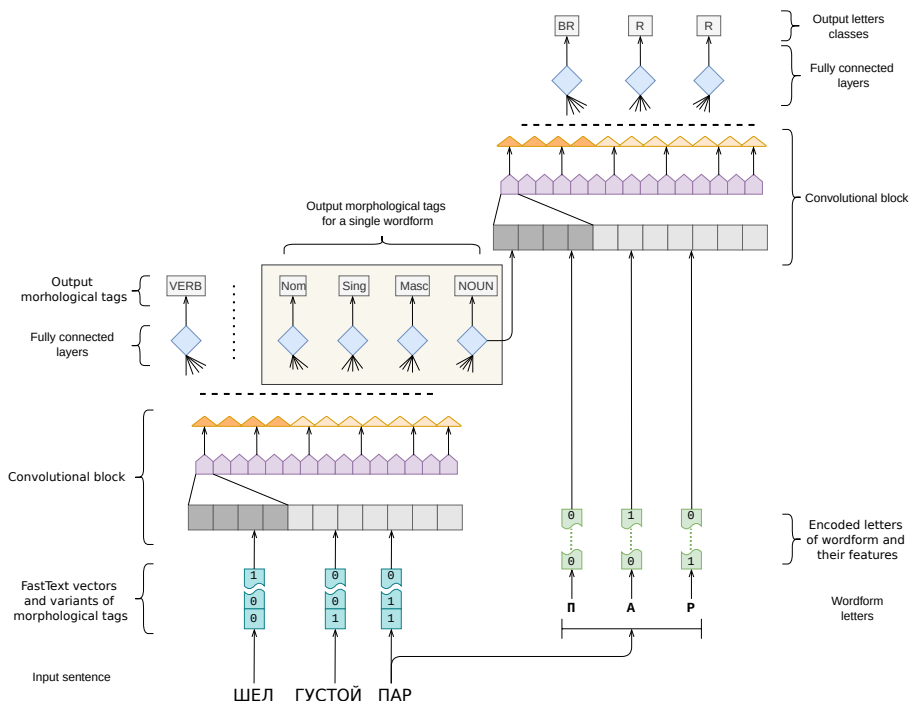 BR R R
Output letters
classes
Fully connected
layers
Convolutional block
Output morphological tags
for a single wordform
Output
morhological tags
VERB Nom Sing Masc NOUN
Fully connected
layers
Convolutional block
FastText vectors
and variants of
morphological tags
1 0 0
0 0 1
0 1 1
0 1 0
0 0 1
Encoded letters
of wordform and
their features
П А Р
Wordform
letters
Input sentence
ШЕЛ ГУСТОЙ ПАР